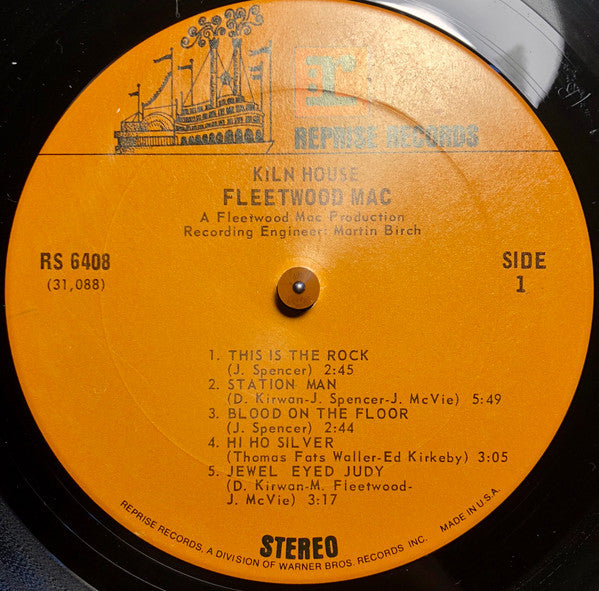 REPRISE RECORDS
KILN HOUSE
FLEETWOOD MAC
A Fleetwood Mac Production
Recording Engineer: Martin Birch
RS 6408
(31,088)
SIDE
1
1. THIS IS THE ROCK
(J. Spencer) 2:45
2. STATION MAN
(D. Kirwan-J. Spencer-J. McVie) 5:49
3. BLOOD ON THE FLOOR
(J. Spencer) 2:44
4. HI HO SILVER
(Thomas Fats Waller-Ed Kirkeby) 3:05
5. JEWEL EYED JUDY
(D. Kirwan-M. Fleetwood-
J. McVie) 3:17
STEREO
REPRISE RECORDS, A DIVISION OF WARNER BROS. RECORDS INC. MADE IN U.S.A.